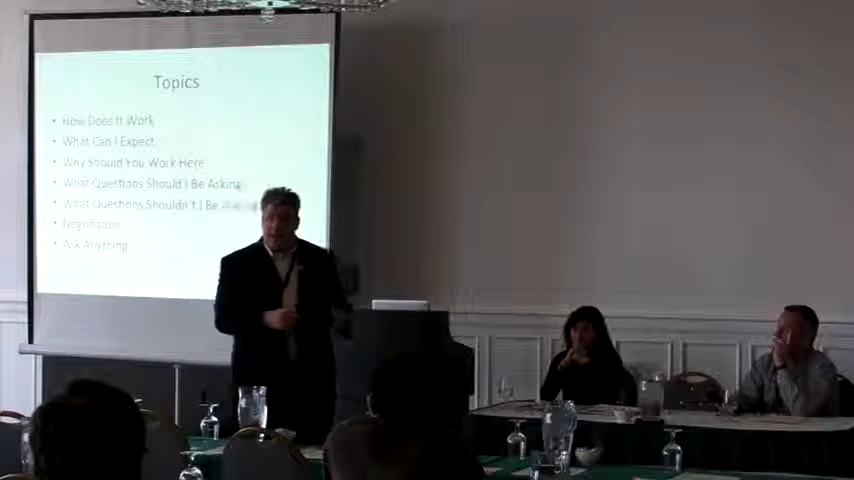 Topics
• How Does It Work
• What Can I Expect
• Why Should You Work Here
• What Questions Should I Be Asking
• What Questions Shouldn't I Be
• Negotiation
• Ask Anything